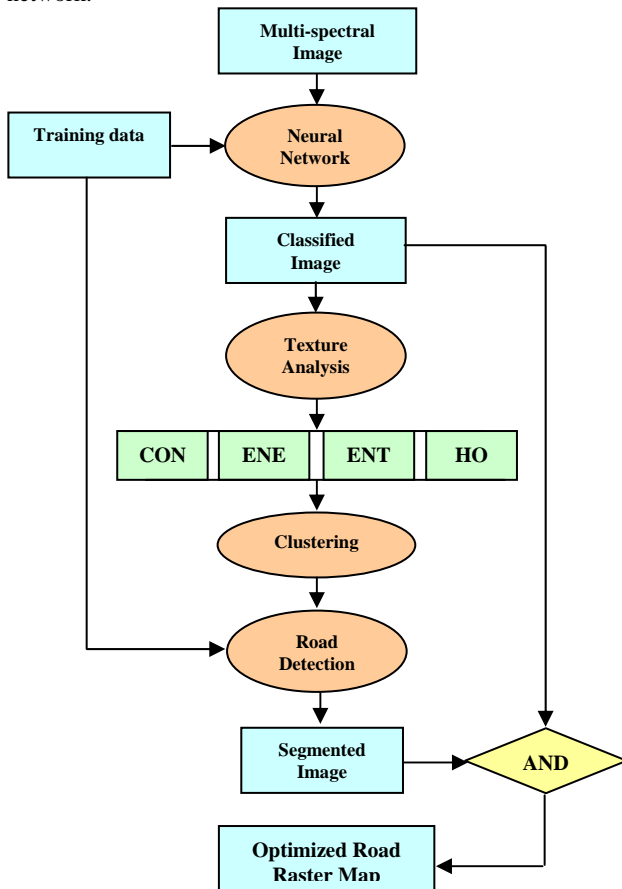 network.
Multi-spectral
Image
Training data
Neural
Network
Classified
Image
Texture
Analysis
CON ENE ENT HO
Clustering
Road
Detection
Segmented
Image
AND
Optimized Road
Raster Map